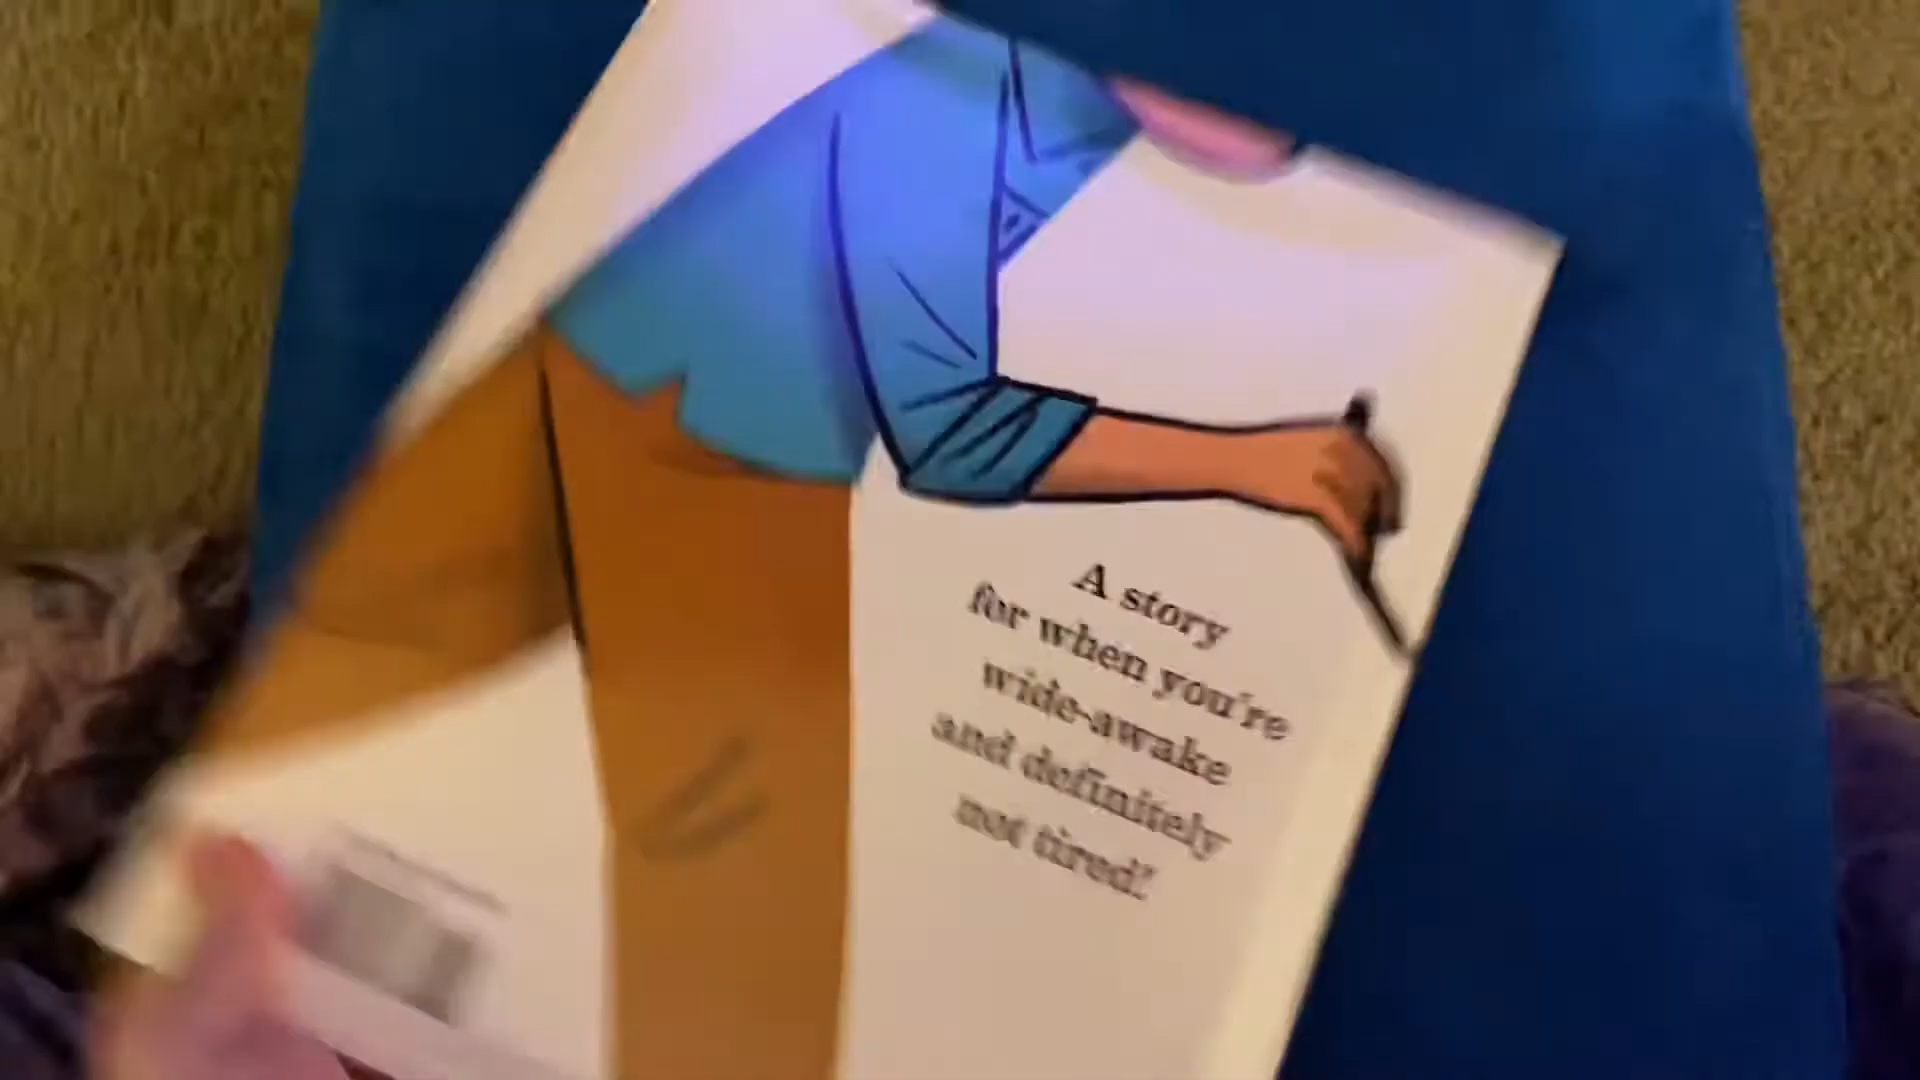 A story
for when you're
wide-awake
and definitely
not tired!